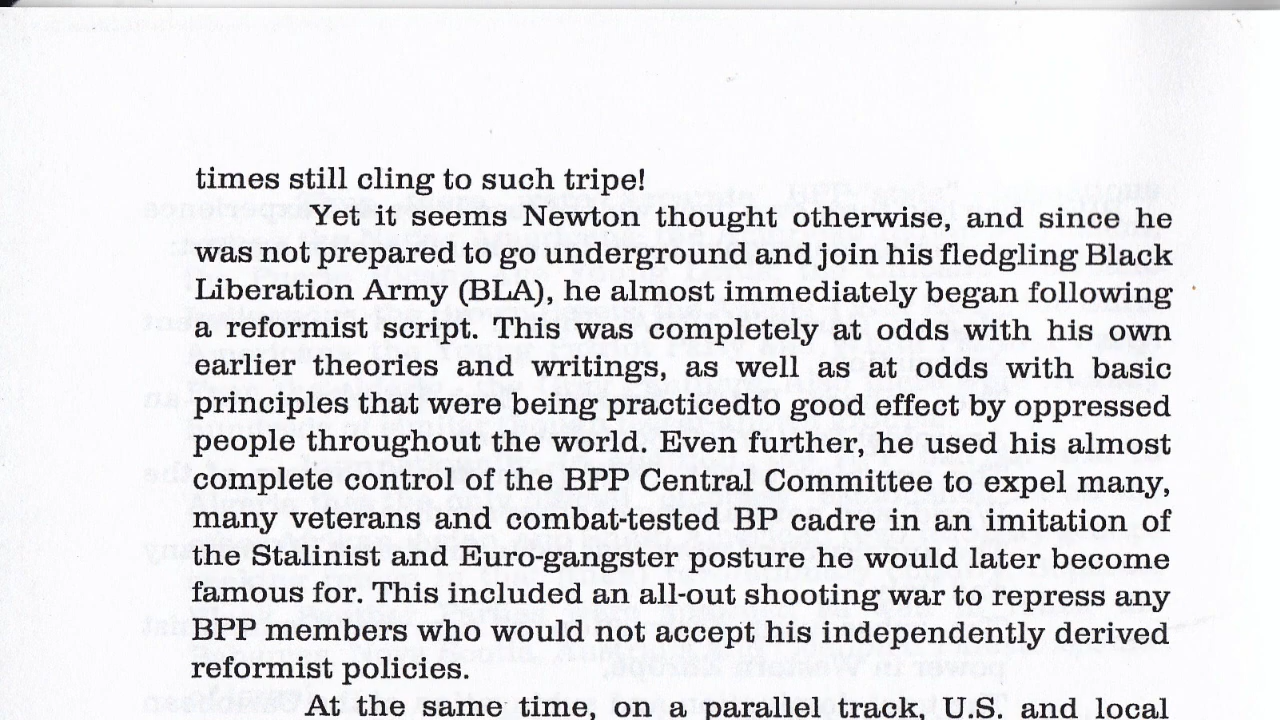 times still cling to such tripe!
Yet it seems Newton thought otherwise, and since he
was not prepared to go underground and join his fledgling Black
Liberation Army (BLA), he almost immediately began following
a reformist script. This was completely at odds with his own
earlier theories and writings, as well as at odds with basic
principles that were being practicedto good effect by oppressed
people throughout the world. Even further, he used his almost
complete control of the BPP Central Committee to expel many,
many veterans and combat-tested BP cadre in an imitation of
the Stalinist and Euro-gangster posture he would later become
famous for. This included an all-out shooting war to repress any
BPP members who would not accept his independently derived
reformist policies.
At the same time, on a parallel track, U.S. and local